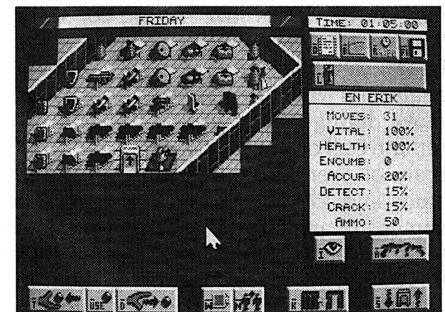 FRIDAY
TIME: 01:05:00
EN ERIK
MOVES: 31
VITAL: 100%
HEALTH: 100%
ENCUMB: 0
ACCUR: 20%
DETECT: 15%
CRACK: 15%
AMMO: 50
USE